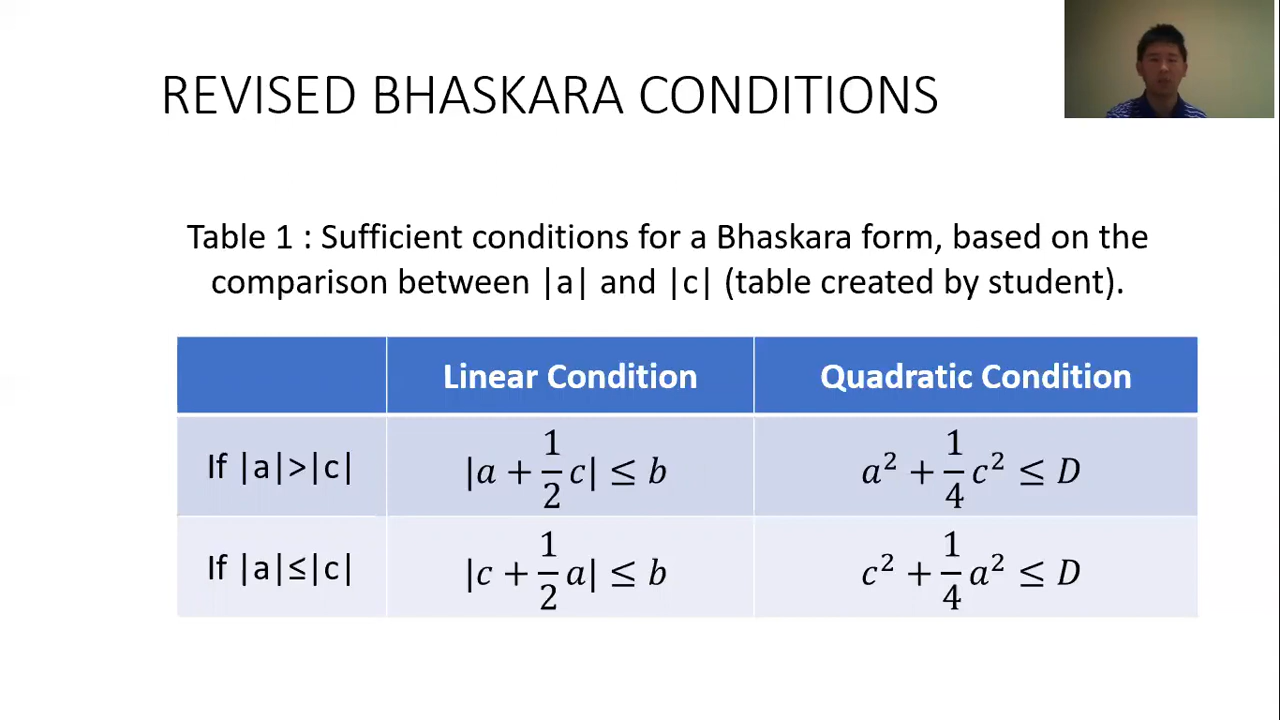 REVISED BHASKARA CONDITIONS
Table 1 : Sufficient conditions for a Bhaskara form, based on the
comparison between |a| and |c| (table created by student).
Linear Condition Quadratic Condition
If |a|>|c| |a + 1/2 c| ≤ b a² + 1/4 c² ≤ D
If |a|≤|c| |c + 1/2 a| ≤ b c² + 1/4 a² ≤ D